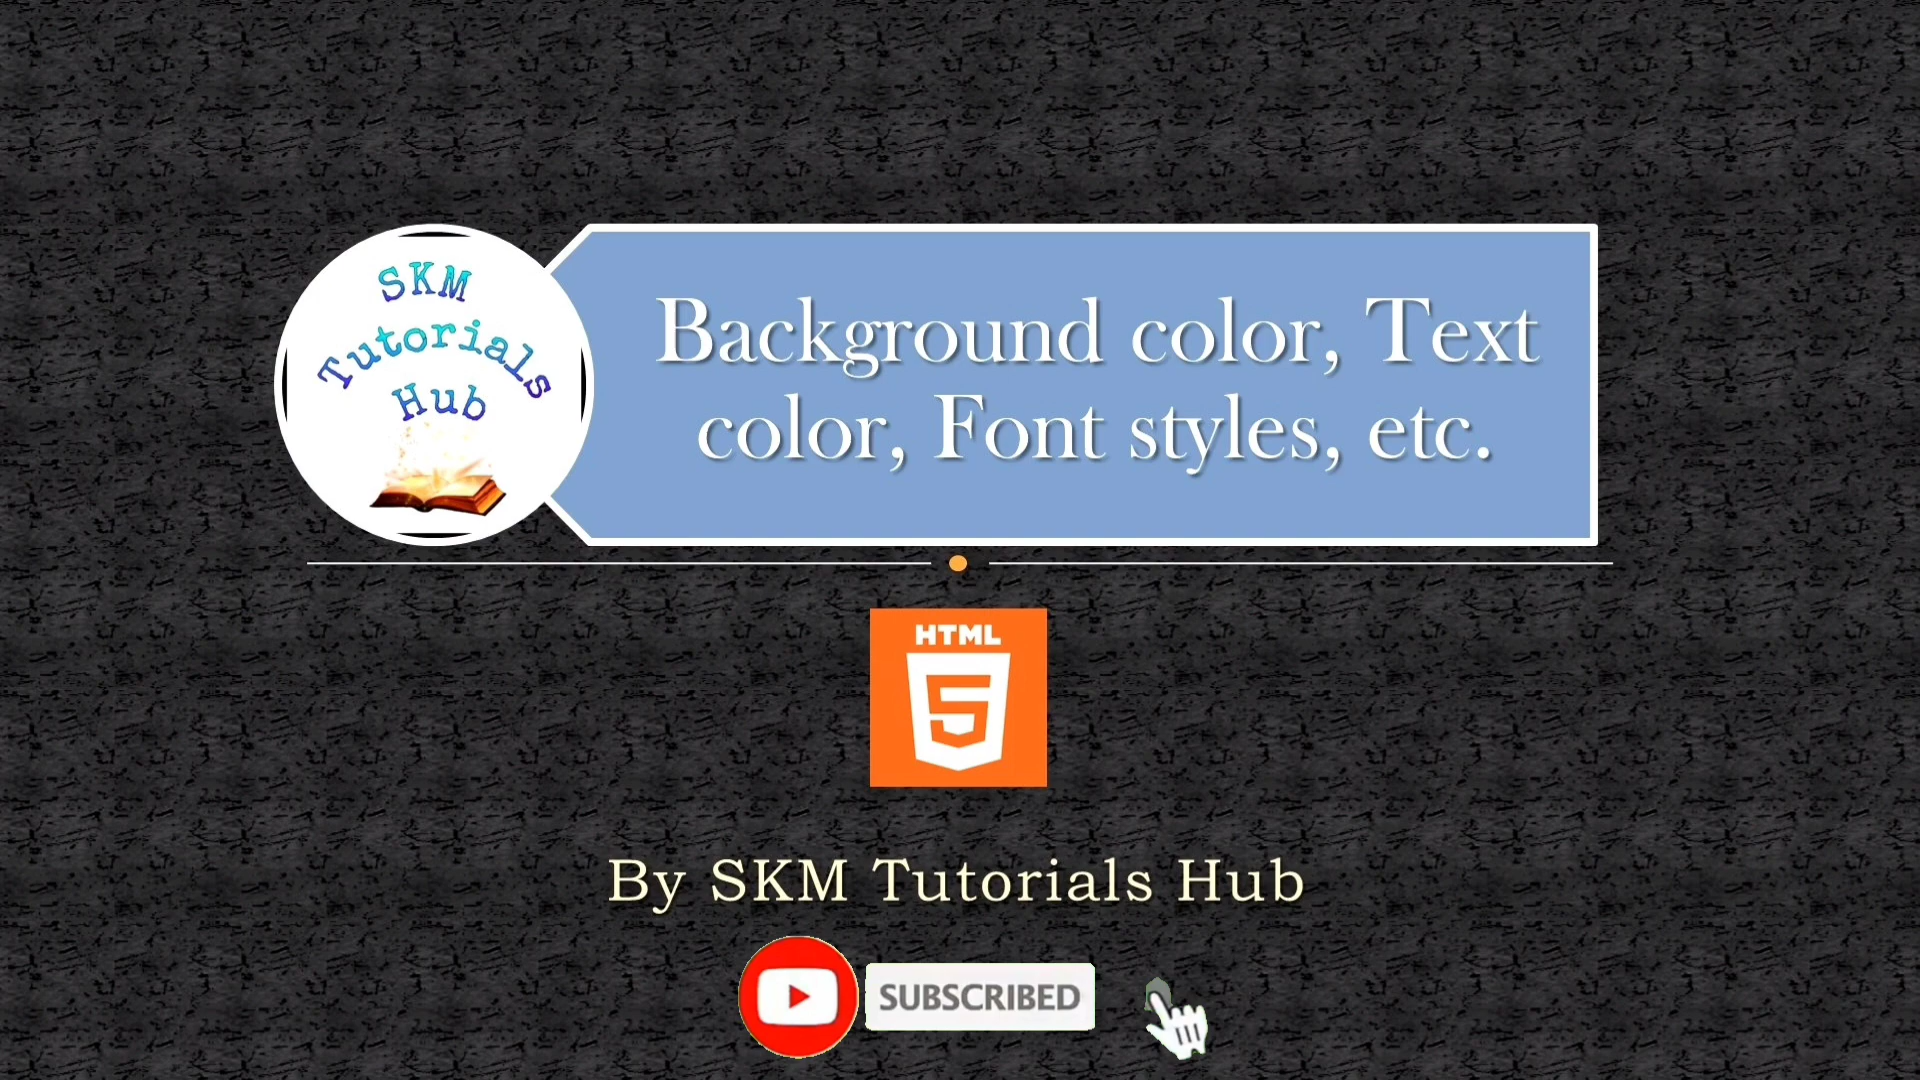 SKM
Tutorials
Hub
Background color, Text
color, Font styles, etc.
HTML
5
By SKM Tutorials Hub
SUBSCRIBED